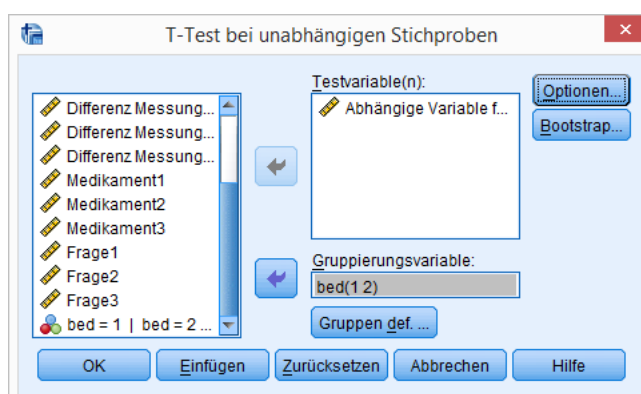 T-Test bei unabhängigen Stichproben
Differenz Messung...
Differenz Messung...
Differenz Messung...
Medikament1
Medikament2
Medikament3
Frage1
Frage2
Frage3
bed = 1 | bed = 2 ...
Testvariable(n):
Abhängige Variable f...
Gruppierungsvariable:
bed(1 2)
Gruppen def. ...
Optionen...
Bootstrap...
OK
Einfügen
Zurücksetzen
Abbrechen
Hilfe